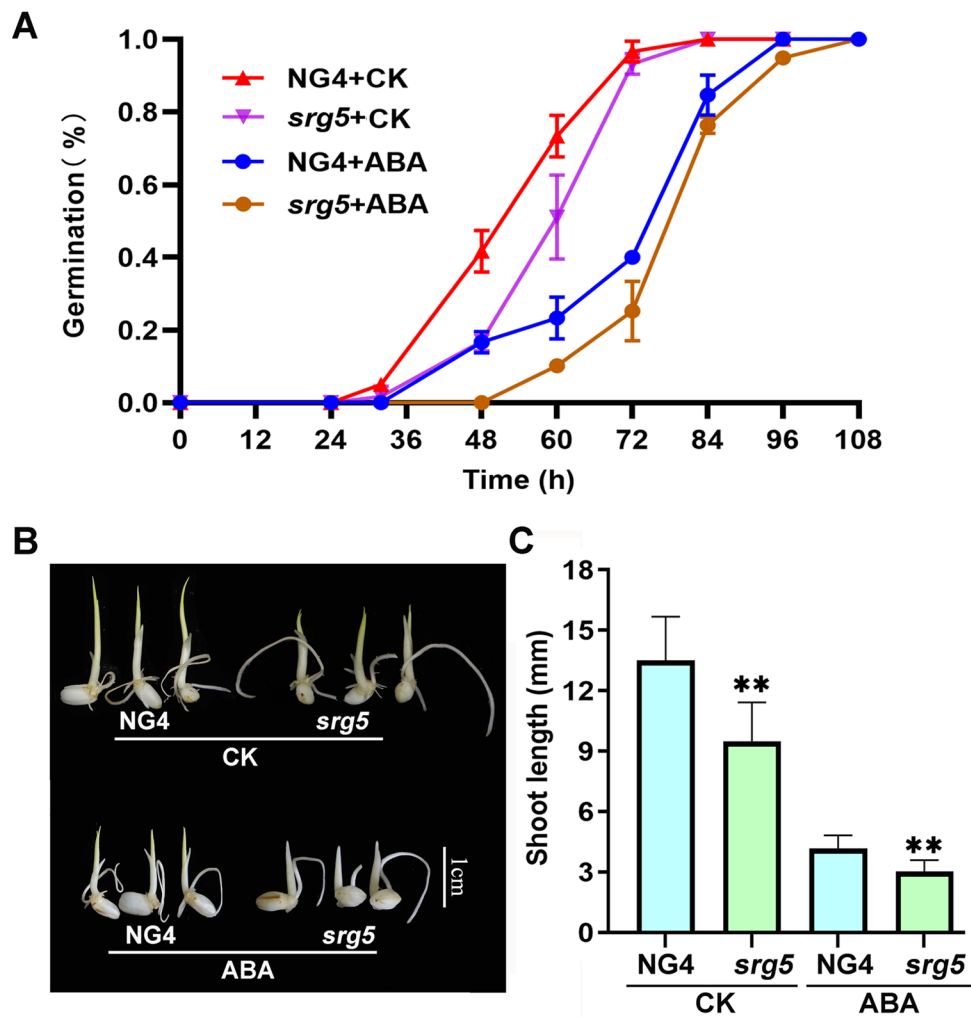 A
Germination ( %)
1.0
0.8
0.6
0.4
0.2
0.0
NG4+CK
srg5+CK
NG4+ABA
srg5+ABA
0 12 24 36 48 60 72 84 96 108
Time (h)
B
NG4 srg5
CK
1cm
NG4 srg5
ABA
C
Shoot length (mm)
18
15
12
9
6
3
0
**
**
NG4 srg5 NG4 srg5
CK ABA